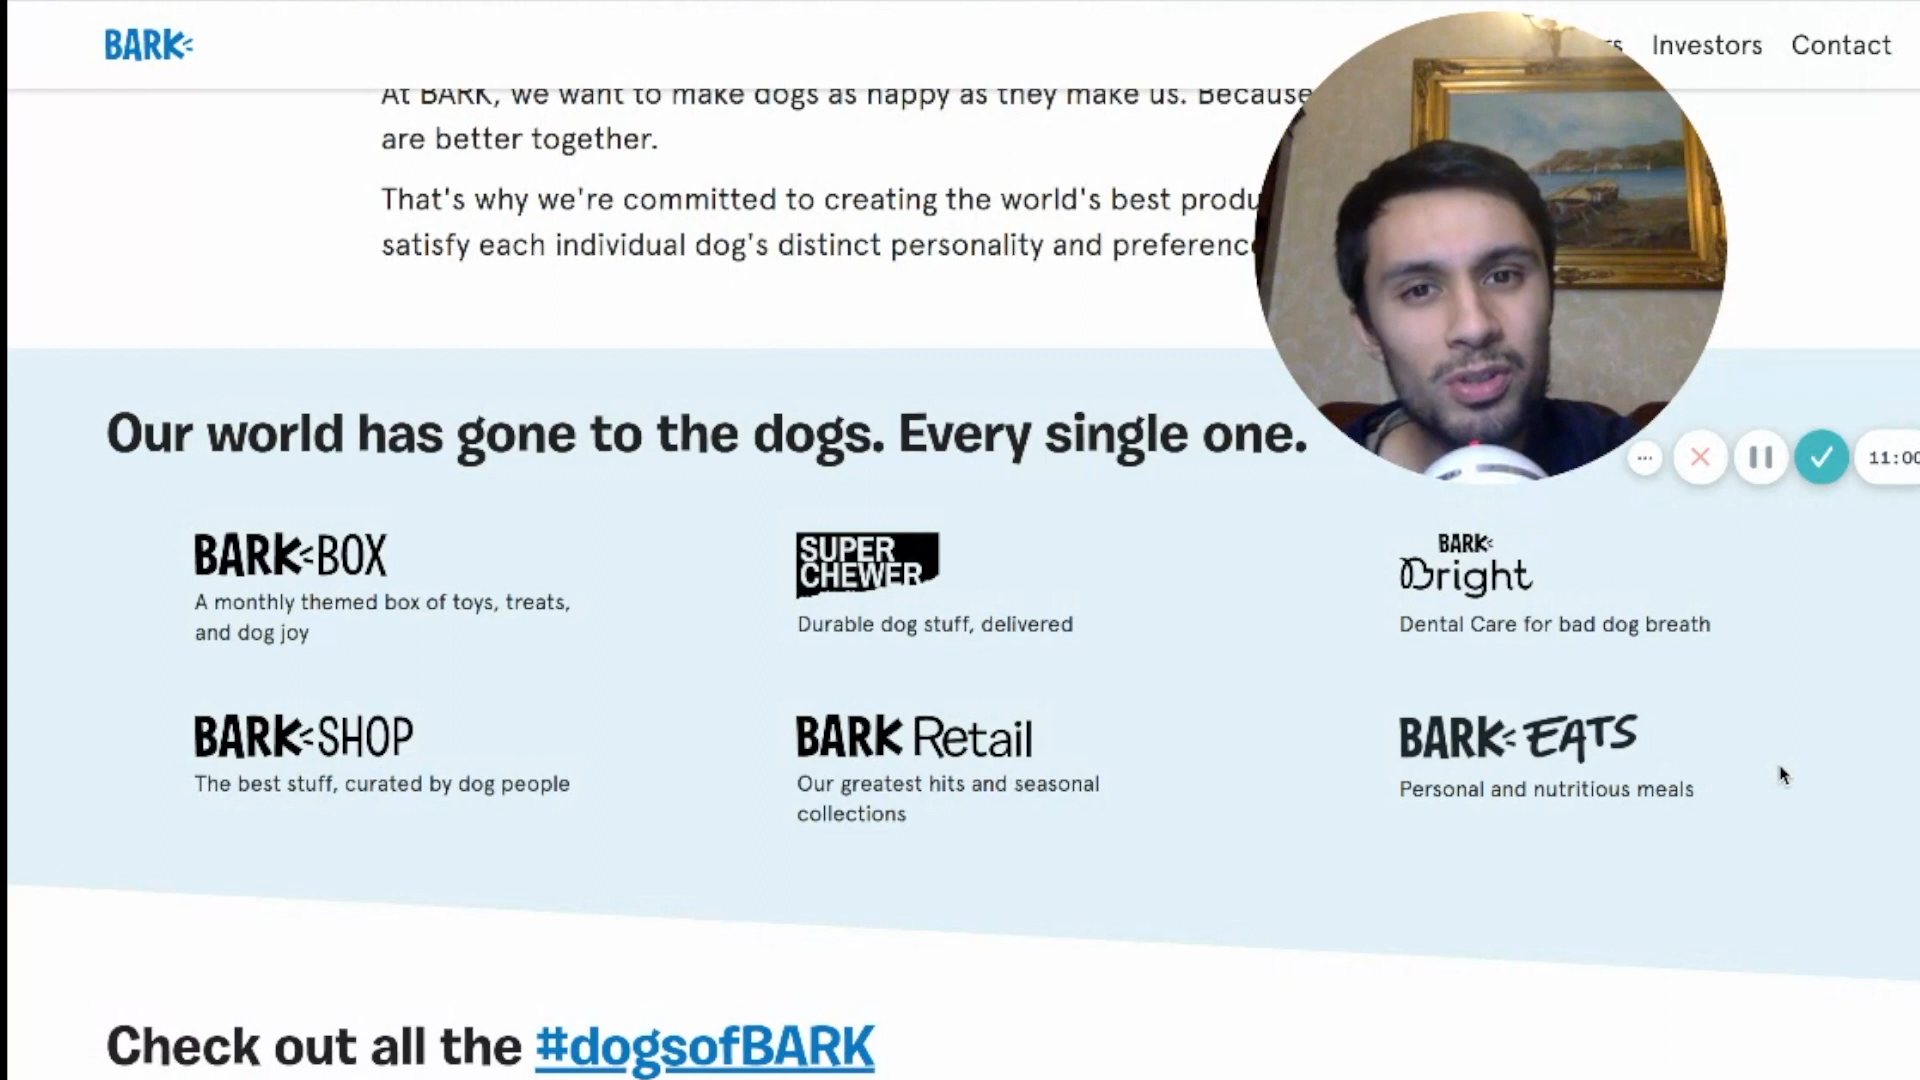 BARK
Investors Contact
At BARK, we want to make dogs as happy as they make us. Because
are better together.
That's why we're committed to creating the world's best
satisfy each individual dog's distinct personality and
Our world has gone to the dogs. Every single one.
11:00
BARK BOX
A monthly themed box of toys, treats,
and dog joy
SUPER
CHEWER
Durable dog stuff, delivered
BARK
Bright
Dental Care for bad dog breath
BARK SHOP
The best stuff, curated by dog people
BARK Retail
Our greatest hits and seasonal
collections
BARK EATS
Personal and nutritious meals
Check out all the #dogsofBARK